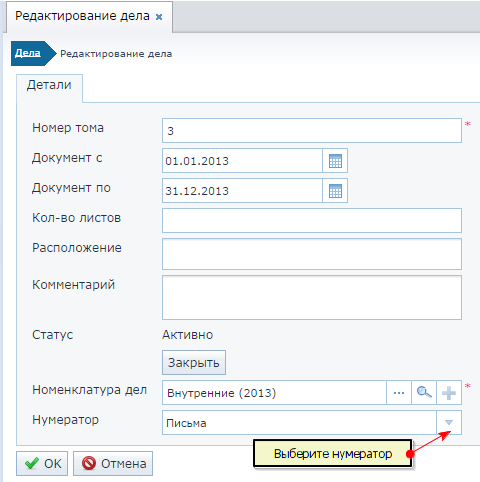 Редактирование дела ×
Дела Редактирование дела
Детали
Номер тома 3 *
Документ с 01.01.2013
Документ по 31.12.2013
Кол-во листов
Расположение
Комментарий
Статус Активно
Закрыть
Номенклатура дел Внутренние (2013) ... *
Нумератор Письма
Выберите нумератор
OK Отмена